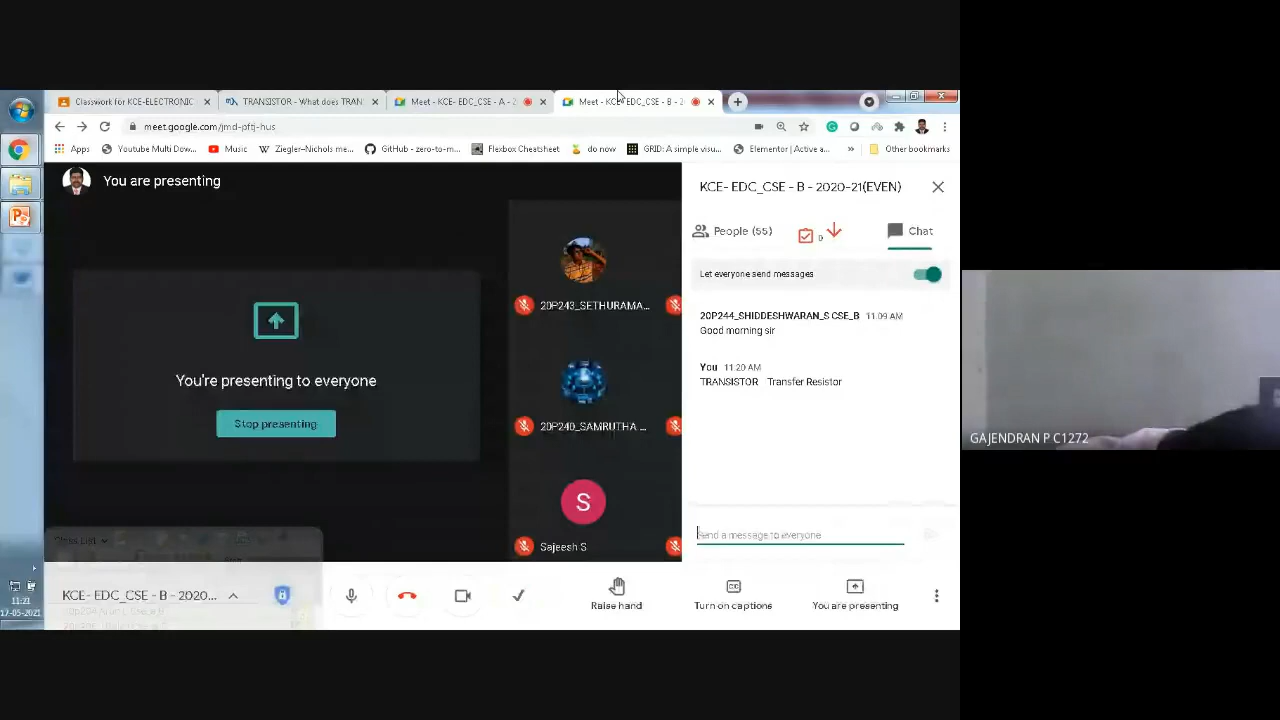 Classwork for KCE-ELECTRONIC
TRANSISTOR - What does TRAN
Meet - KCE- EDC_CSE - A - 2
Meet - KCE- EDC_CSE - B - 2
meet.google.com/jmd-pftj-hus
Apps
Youtube Multi Dow...
Music
Ziegler–Nichols me...
GitHub - zero-to-m...
Flexbox Cheatsheet
do now
GRID: A simple visu...
Elementor (Active a...
Other bookmarks
You are presenting
You're presenting to everyone
Stop presenting
20P243_SETHURAMA...
20P240_SAMRUTHA ...
S
Sajeesh S
KCE- EDC_CSE - B - 2020-21(EVEN)
People (55)
Chat
Let everyone send messages
20P244_SHIDDESHWARAN_S CSE_B 11:09 AM
Good morning sir
You 11:20 AM
TRANSISTOR Transfer Resistor
Send a message to everyone
KCE- EDC_CSE - B - 2020...
Raise hand
Turn on captions
You are presenting
11:21
17-05-2021
GAJENDRAN P C1272